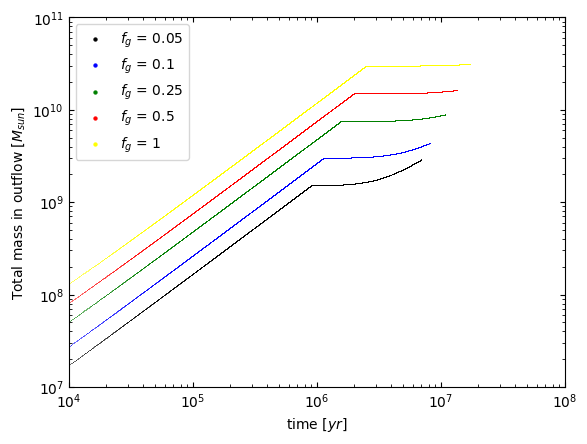 10^11
10^10
10^9
10^8
10^7
Total mass in outflow [M_sun]
f_g = 0.05
f_g = 0.1
f_g = 0.25
f_g = 0.5
f_g = 1
10^4 10^5 10^6 10^7 10^8
time [yr]